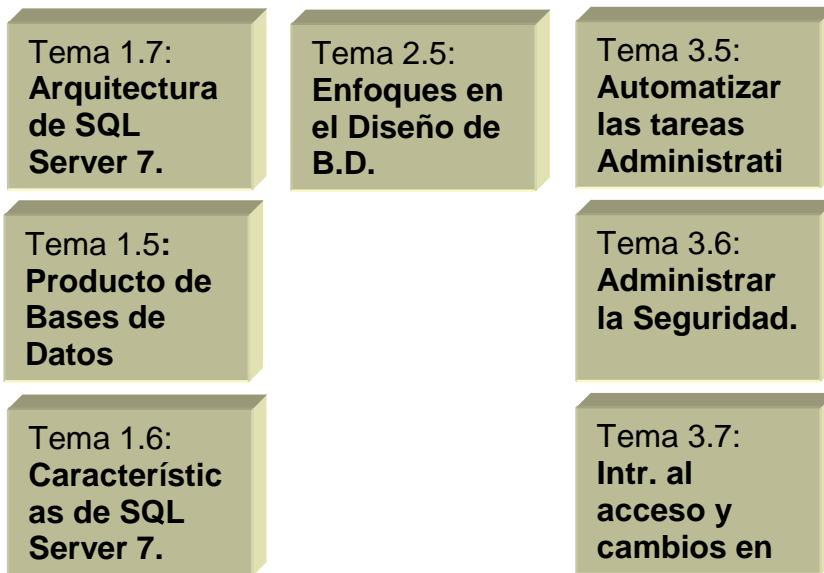 Tema 1.7:
Arquitectura
de SQL
Server 7.
Tema 2.5:
Enfoques en
el Diseño de
B.D.
Tema 3.5:
Automatizar
las tareas
Administrati
Tema 1.5:
Producto de
Bases de
Datos
Tema 3.6:
Administrar
la Seguridad.
Tema 1.6:
Característic
as de SQL
Server 7.
Tema 3.7:
Intr. al
acceso y
cambios en